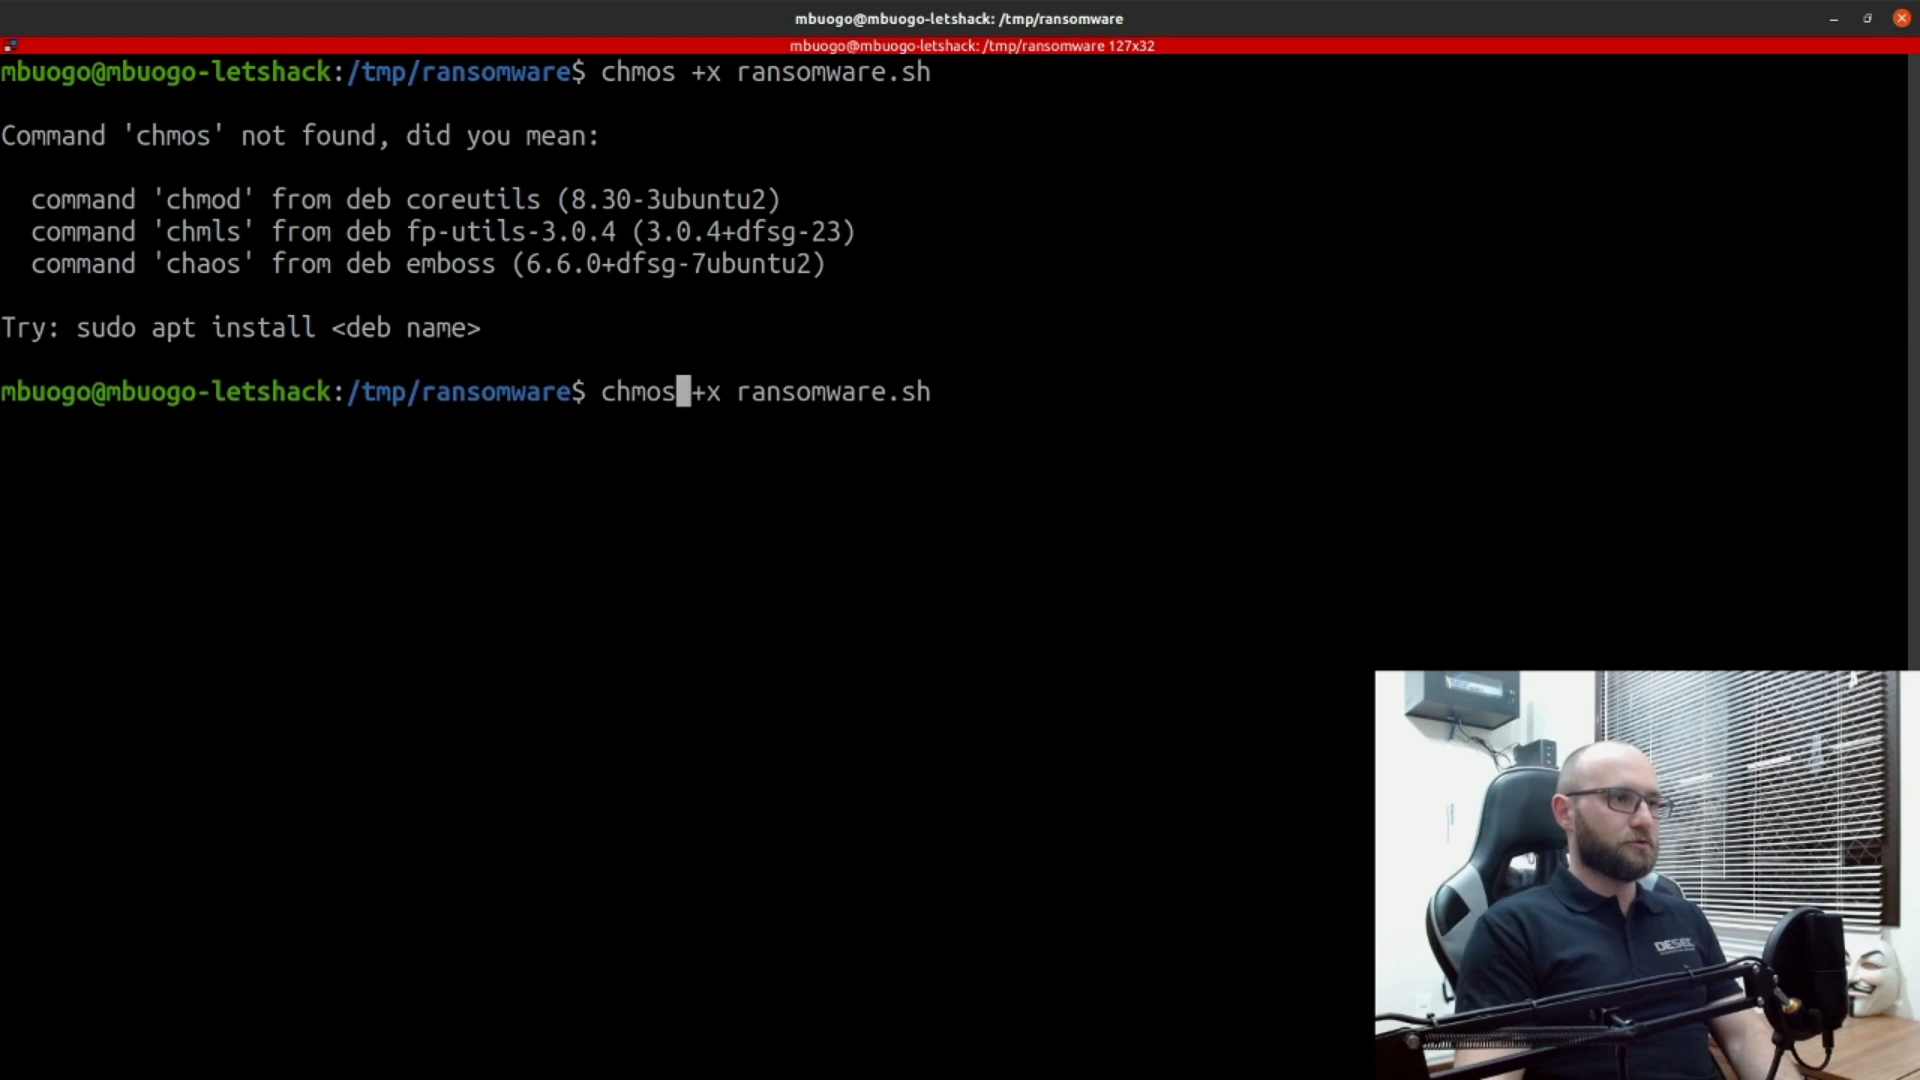 mbuogo@mbuogo-letshack: /tmp/ransomware
mbuogo@mbuogo-letshack: /tmp/ransomware 127x32
mbuogo@mbuogo-letshack:/tmp/ransomware$ chmos +x ransomware.sh
Command 'chmos' not found, did you mean:
command 'chmod' from deb coreutils (8.30-3ubuntu2)
command 'chmls' from deb fp-utils-3.0.4 (3.0.4+dfsg-23)
command 'chaos' from deb emboss (6.6.0+dfsg-7ubuntu2)
Try: sudo apt install <deb name>
mbuogo@mbuogo-letshack:/tmp/ransomware$ chmos +x ransomware.sh
DESEC